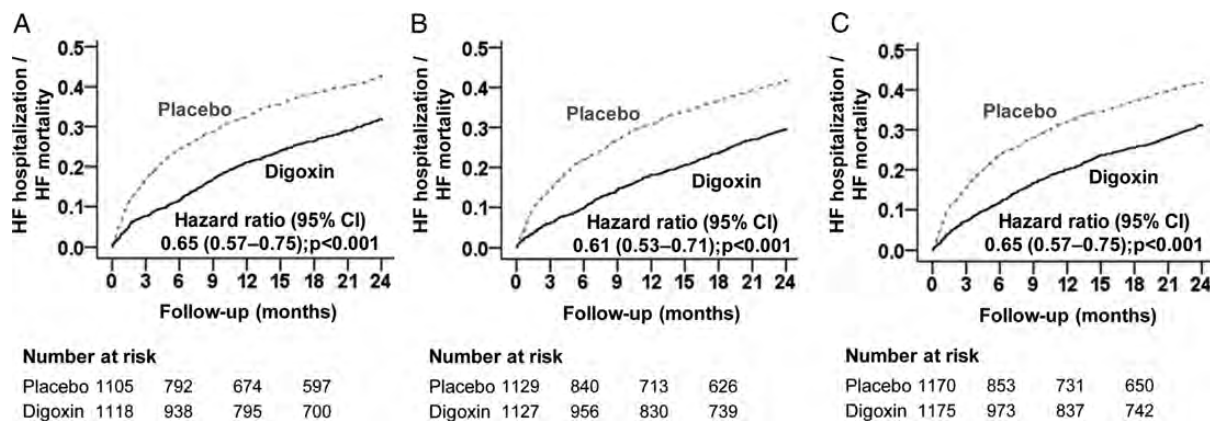 A
HF hospitalization /
HF mortality
0.5
0.4
0.3
0.2
0.1
0.0
Placebo
Digoxin
Hazard ratio (95% CI)
0.65 (0.57–0.75);p<0.001
0 3 6 9 12 15 18 21 24
Follow-up (months)
Number at risk
Placebo 1105 792 674 597
Digoxin 1118 938 795 700
B
HF hospitalization /
HF mortality
0.5
0.4
0.3
0.2
0.1
0.0
Placebo
Digoxin
Hazard ratio (95% CI)
0.61 (0.53–0.71);p<0.001
0 3 6 9 12 15 18 21 24
Follow-up (months)
Number at risk
Placebo 1129 840 713 626
Digoxin 1127 956 830 739
C
HF hospitalization /
HF mortality
0.5
0.4
0.3
0.2
0.1
0.0
Placebo
Digoxin
Hazard ratio (95% CI)
0.65 (0.57–0.75);p<0.001
0 3 6 9 12 15 18 21 24
Follow-up (months)
Number at risk
Placebo 1170 853 731 650
Digoxin 1175 973 837 742